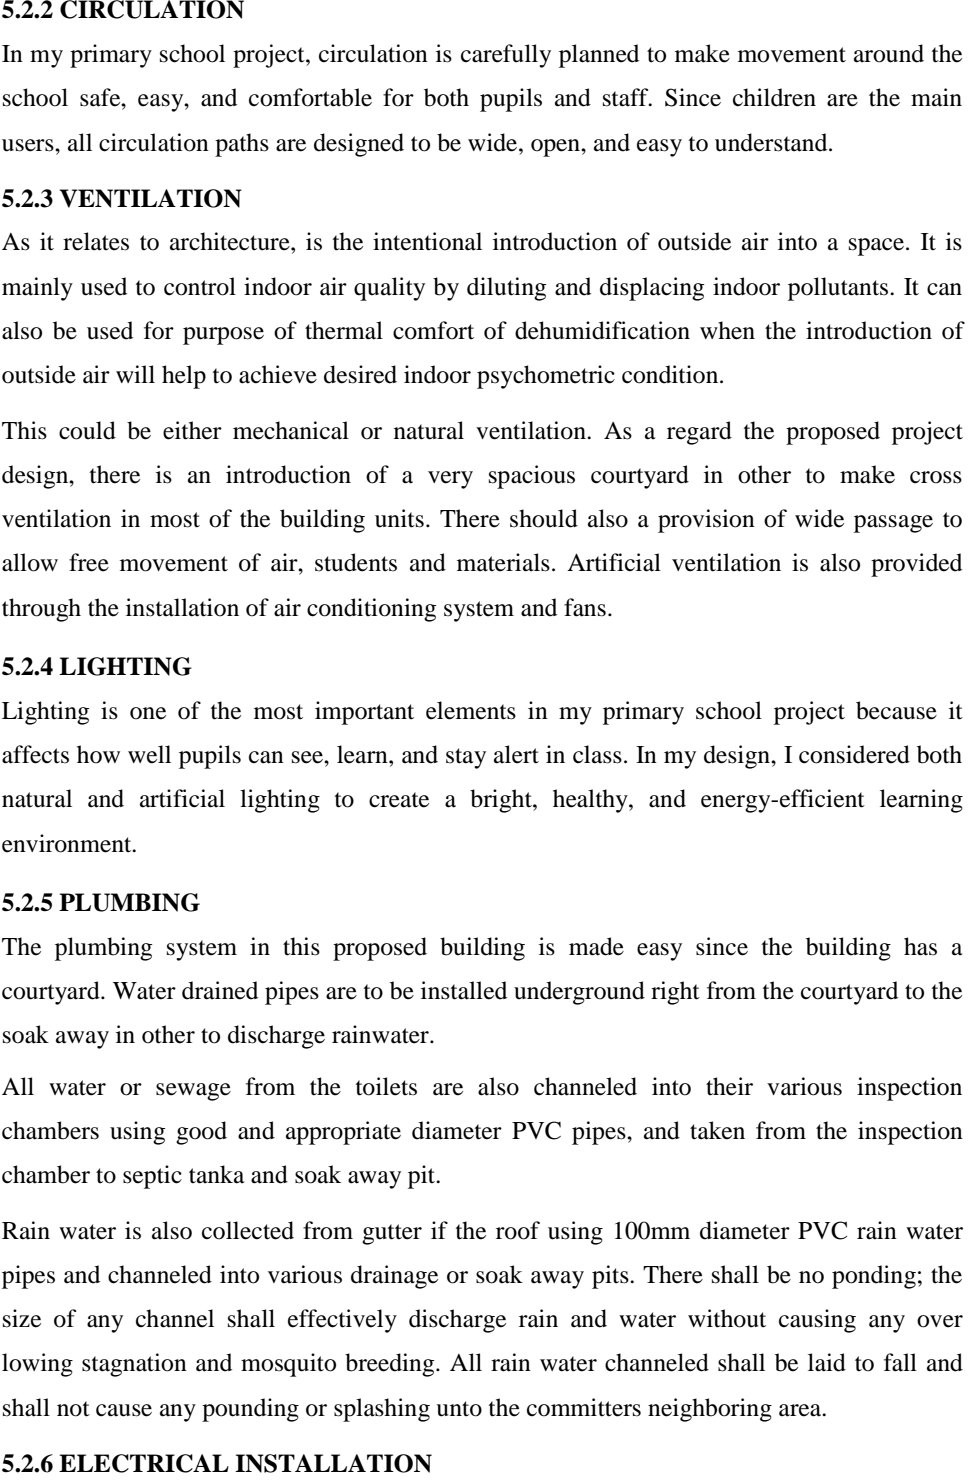 5.2.2 CIRCULATION
In my primary school project, circulation is carefully planned to make movement around the
school safe, easy, and comfortable for both pupils and staff. Since children are the main
users, all circulation paths are designed to be wide, open, and easy to understand.
5.2.3 VENTILATION
As it relates to architecture, is the intentional introduction of outside air into a space. It is
mainly used to control indoor air quality by diluting and displacing indoor pollutants. It can
also be used for purpose of thermal comfort of dehumidification when the introduction of
outside air will help to achieve desired indoor psychometric condition.
This could be either mechanical or natural ventilation. As a regard the proposed project
design, there is an introduction of a very spacious courtyard in other to make cross
ventilation in most of the building units. There should also a provision of wide passage to
allow free movement of air, students and materials. Artificial ventilation is also provided
through the installation of air conditioning system and fans.
5.2.4 LIGHTING
Lighting is one of the most important elements in my primary school project because it
affects how well pupils can see, learn, and stay alert in class. In my design, I considered both
natural and artificial lighting to create a bright, healthy, and energy-efficient learning
environment.
5.2.5 PLUMBING
The plumbing system in this proposed building is made easy since the building has a
courtyard. Water drained pipes are to be installed underground right from the courtyard to the
soak away in other to discharge rainwater.
All water or sewage from the toilets are also channeled into their various inspection
chambers using good and appropriate diameter PVC pipes, and taken from the inspection
chamber to septic tanka and soak away pit.
Rain water is also collected from gutter if the roof using 100mm diameter PVC rain water
pipes and channeled into various drainage or soak away pits. There shall be no ponding; the
size of any channel shall effectively discharge rain and water without causing any over
lowing stagnation and mosquito breeding. All rain water channeled shall be laid to fall and
shall not cause any pounding or splashing unto the committers neighboring area.
5.2.6 ELECTRICAL INSTALLATION